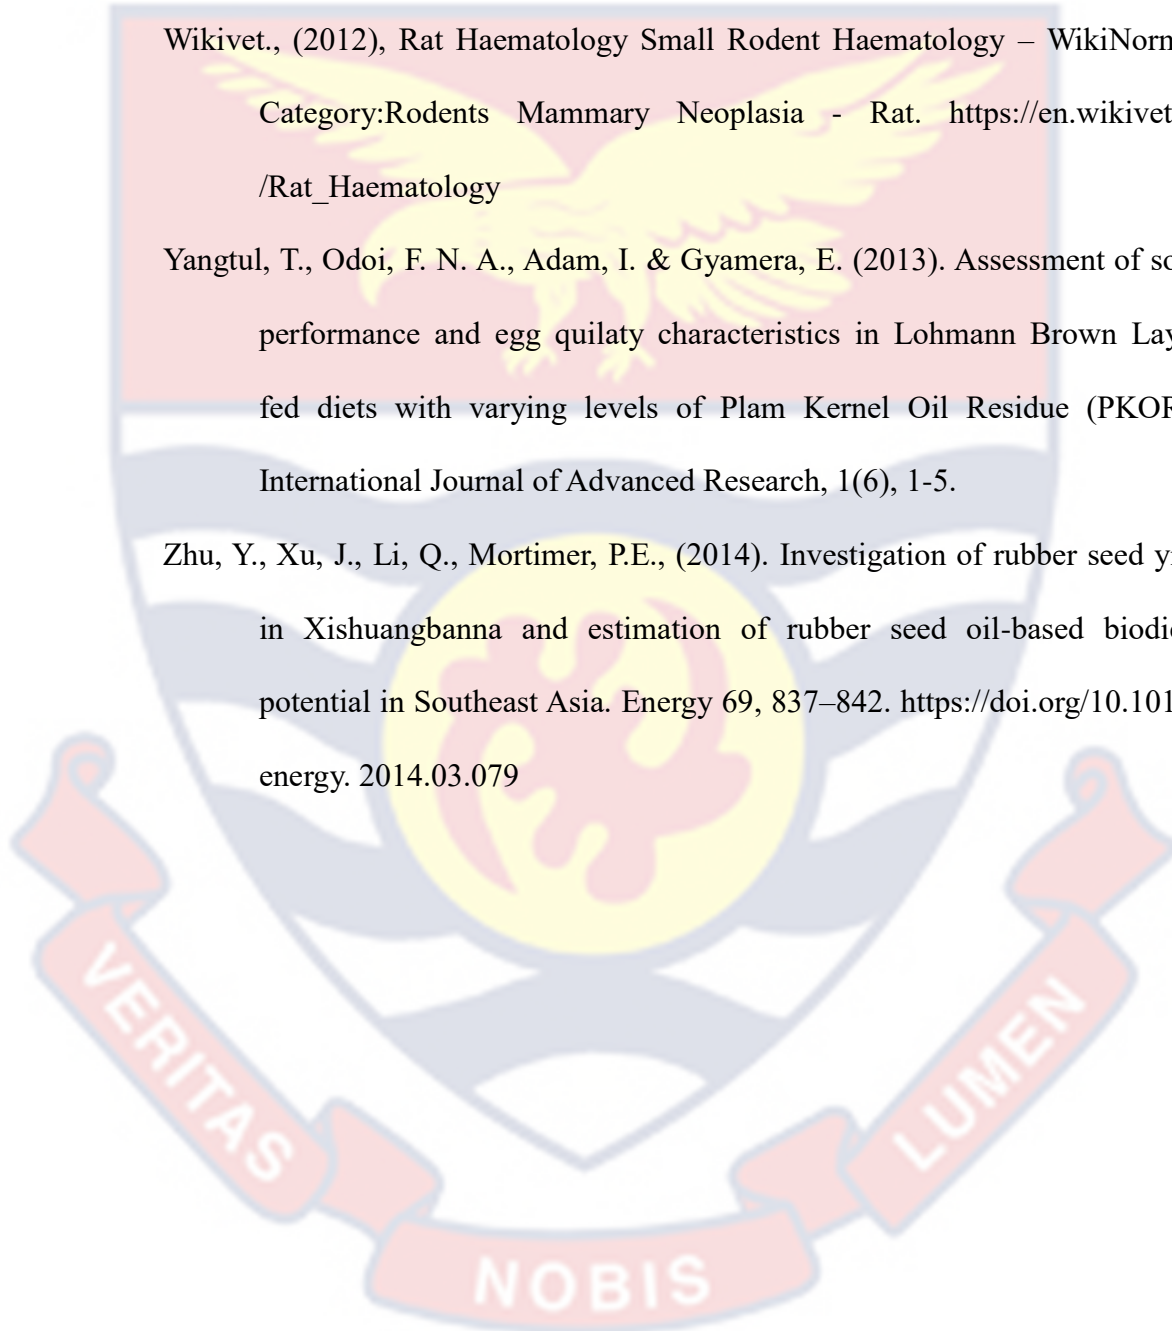 Wikivet., (2012), Rat Haematology Small Rodent Haematology – WikiNorm
Category:Rodents Mammary Neoplasia - Rat. https://en.wikivet
/Rat_Haematology
Yangtul, T., Odoi, F. N. A., Adam, I. & Gyamera, E. (2013). Assessment of so
performance and egg quilaty characteristics in Lohmann Brown Lay
fed diets with varying levels of Plam Kernel Oil Residue (PKOR
International Journal of Advanced Research, 1(6), 1-5.
Zhu, Y., Xu, J., Li, Q., Mortimer, P.E., (2014). Investigation of rubber seed y
in Xishuangbanna and estimation of rubber seed oil-based biodi
potential in Southeast Asia. Energy 69, 837–842. https://doi.org/10.101
energy. 2014.03.079
VERITAS
NOBIS
LUMEN